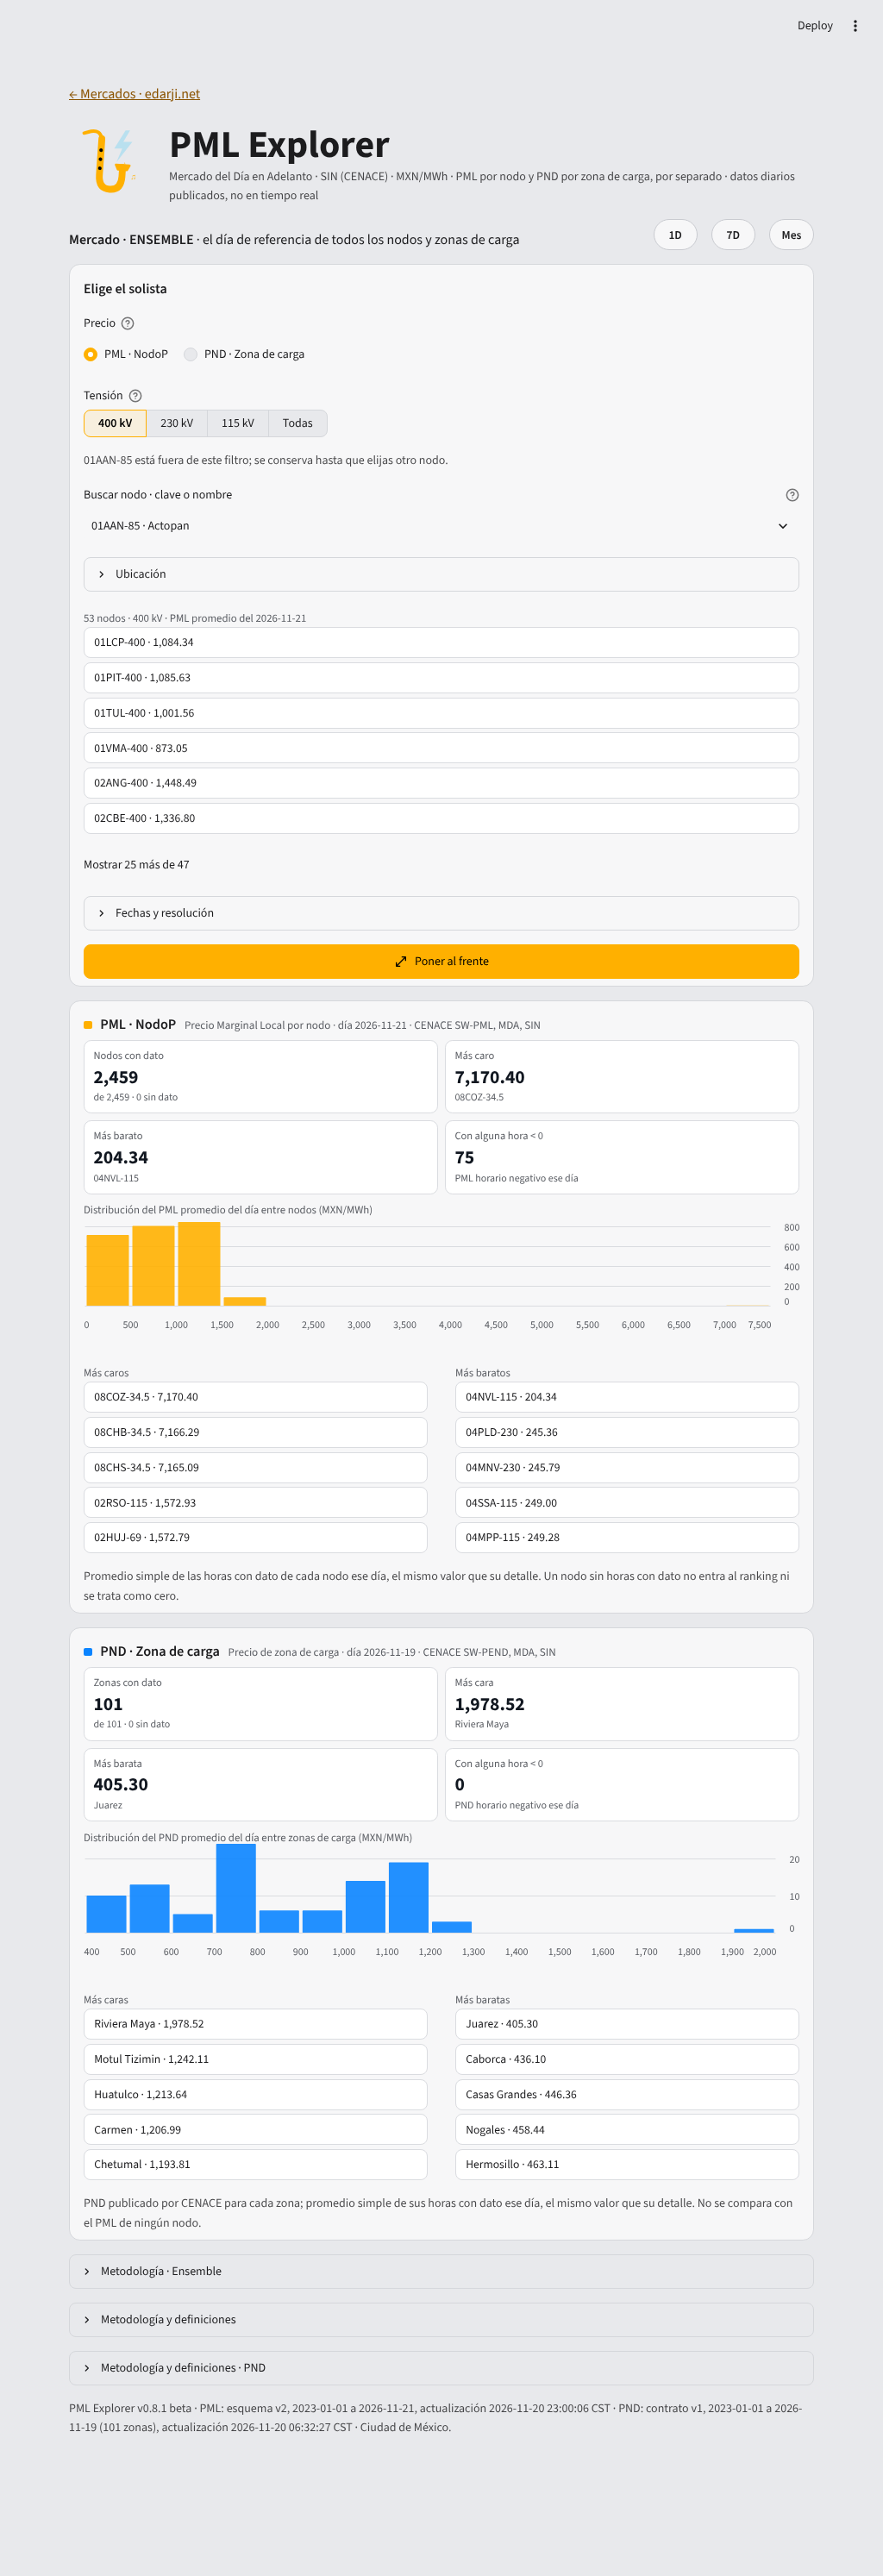 Deploy
← Mercados · edarji.net
PML Explorer
Mercado del Día en Adelanto · SIN (CENACE) · MXN/MWh · PML por nodo y PND por zona de carga, por separado · datos diarios
publicados, no en tiempo real
Mercado · ENSEMBLE · el día de referencia de todos los nodos y zonas de carga
1D
7D
Mes
Elige el solista
Precio
PML · NodoP
PND · Zona de carga
Tensión
400 kV
230 kV
115 kV
Todas
01AAN-85 está fuera de este filtro; se conserva hasta que elijas otro nodo.
Buscar nodo · clave o nombre
01AAN-85 · Actopan
Ubicación
53 nodos · 400 kV · PML promedio del 2026-11-21
01LCP-400 · 1,084.34
01PIT-400 · 1,085.63
01TUL-400 · 1,001.56
01VMA-400 · 873.05
02ANG-400 · 1,448.49
02CBE-400 · 1,336.80
Mostrar 25 más de 47
Fechas y resolución
Poner al frente
PML · NodoP Precio Marginal Local por nodo · día 2026-11-21 · CENACE SW-PML, MDA, SIN
Nodos con dato
2,459
de 2,459 · 0 sin dato
Más caro
7,170.40
08COZ-34.5
Más barato
204.34
04NVL-115
Con alguna hora < 0
75
PML horario negativo ese día
Distribución del PML promedio del día entre nodos (MXN/MWh)
800
600
400
200
0
0 500 1,000 1,500 2,000 2,500 3,000 3,500 4,000 4,500 5,000 5,500 6,000 6,500 7,000 7,500
Más caros
08COZ-34.5 · 7,170.40
08CHB-34.5 · 7,166.29
08CHS-34.5 · 7,165.09
02RSO-115 · 1,572.93
02HUJ-69 · 1,572.79
Más baratos
04NVL-115 · 204.34
04PLD-230 · 245.36
04MNV-230 · 245.79
04SSA-115 · 249.00
04MPP-115 · 249.28
Promedio simple de las horas con dato de cada nodo ese día, el mismo valor que su detalle. Un nodo sin horas con dato no entra al ranking ni
se trata como cero.
PND · Zona de carga Precio de zona de carga · día 2026-11-19 · CENACE SW-PEND, MDA, SIN
Zonas con dato
101
de 101 · 0 sin dato
Más cara
1,978.52
Riviera Maya
Más barata
405.30
Juarez
Con alguna hora < 0
0
PND horario negativo ese día
Distribución del PND promedio del día entre zonas de carga (MXN/MWh)
20
10
0
400 500 600 700 800 900 1,000 1,100 1,200 1,300 1,400 1,500 1,600 1,700 1,800 1,900 2,000
Más caras
Riviera Maya · 1,978.52
Motul Tizimin · 1,242.11
Huatulco · 1,213.64
Carmen · 1,206.99
Chetumal · 1,193.81
Más baratas
Juarez · 405.30
Caborca · 436.10
Casas Grandes · 446.36
Nogales · 458.44
Hermosillo · 463.11
PND publicado por CENACE para cada zona; promedio simple de sus horas con dato ese día, el mismo valor que su detalle. No se compara con
el PML de ningún nodo.
Metodología · Ensemble
Metodología y definiciones
Metodología y definiciones · PND
PML Explorer v0.8.1 beta · PML: esquema v2, 2023-01-01 a 2026-11-21, actualización 2026-11-20 23:00:06 CST · PND: contrato v1, 2023-01-01 a 2026-
11-19 (101 zonas), actualización 2026-11-20 06:32:27 CST · Ciudad de México.